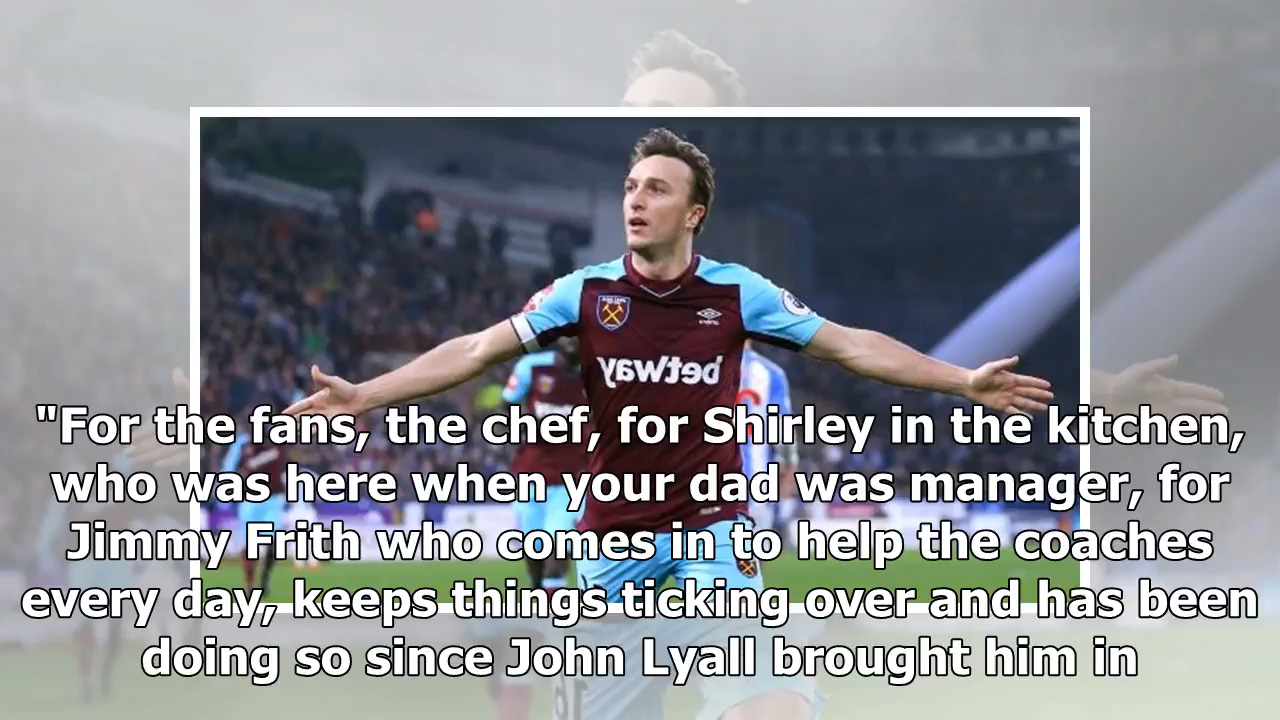 betway
"For the fans, the chef, for Shirley in the kitchen,
who was here when your dad was manager, for
Jimmy Frith who comes in to help the coaches
every day, keeps things ticking over and has been
doing so since John Lyall brought him in
16